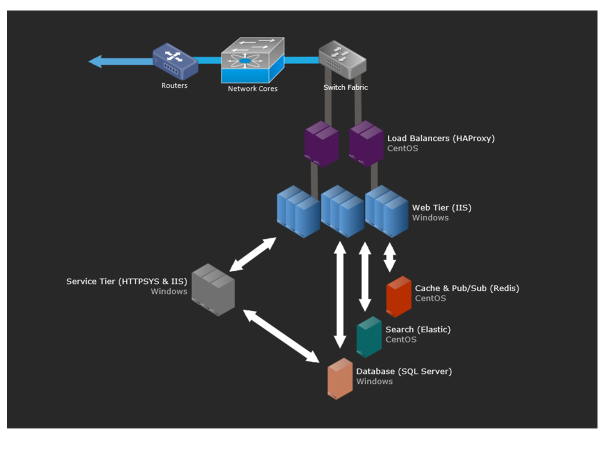 Routers
Network Cores
Switch Fabric
Load Balancers (HAProxy)
CentOS
Web Tier (IIS)
Windows
Service Tier (HTTPSYS & IIS)
Windows
Cache & Pub/Sub (Redis)
CentOS
Search (Elastic)
CentOS
Database (SQL Server)
Windows